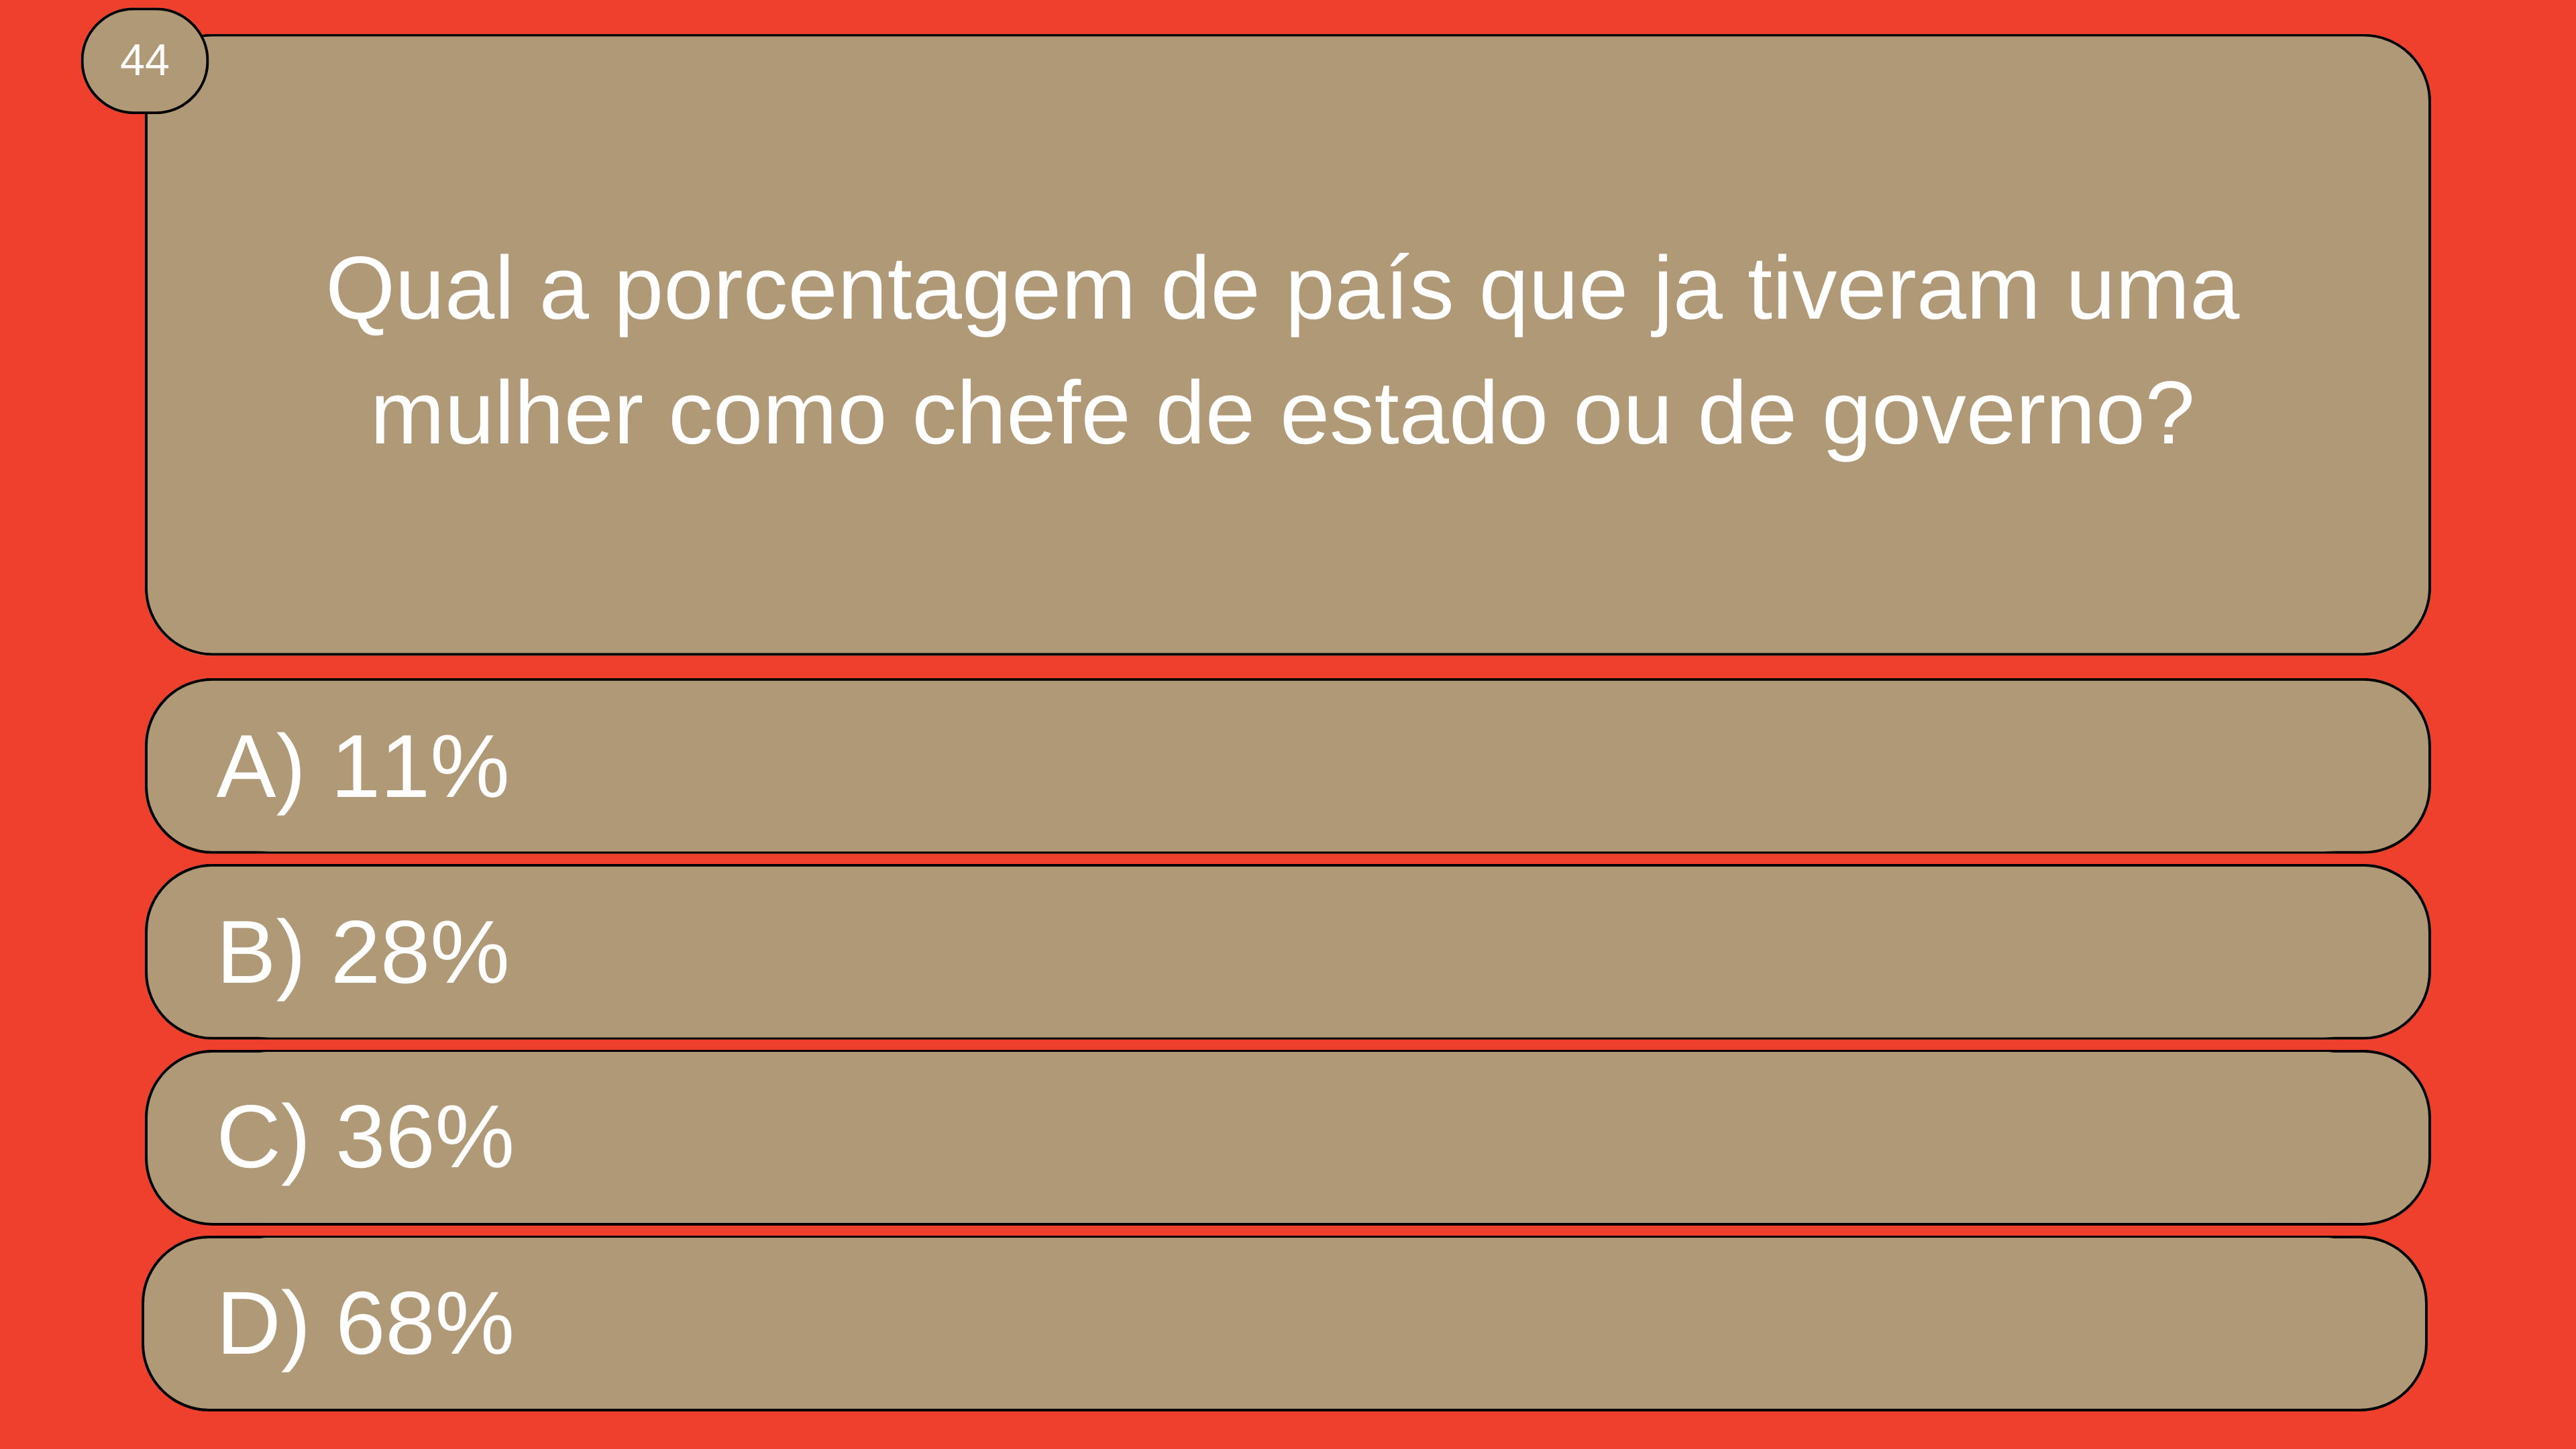 44
Qual a porcentagem de país que ja tiveram uma
mulher como chefe de estado ou de governo?
A) 11%
B) 28%
C) 36%
D) 68%